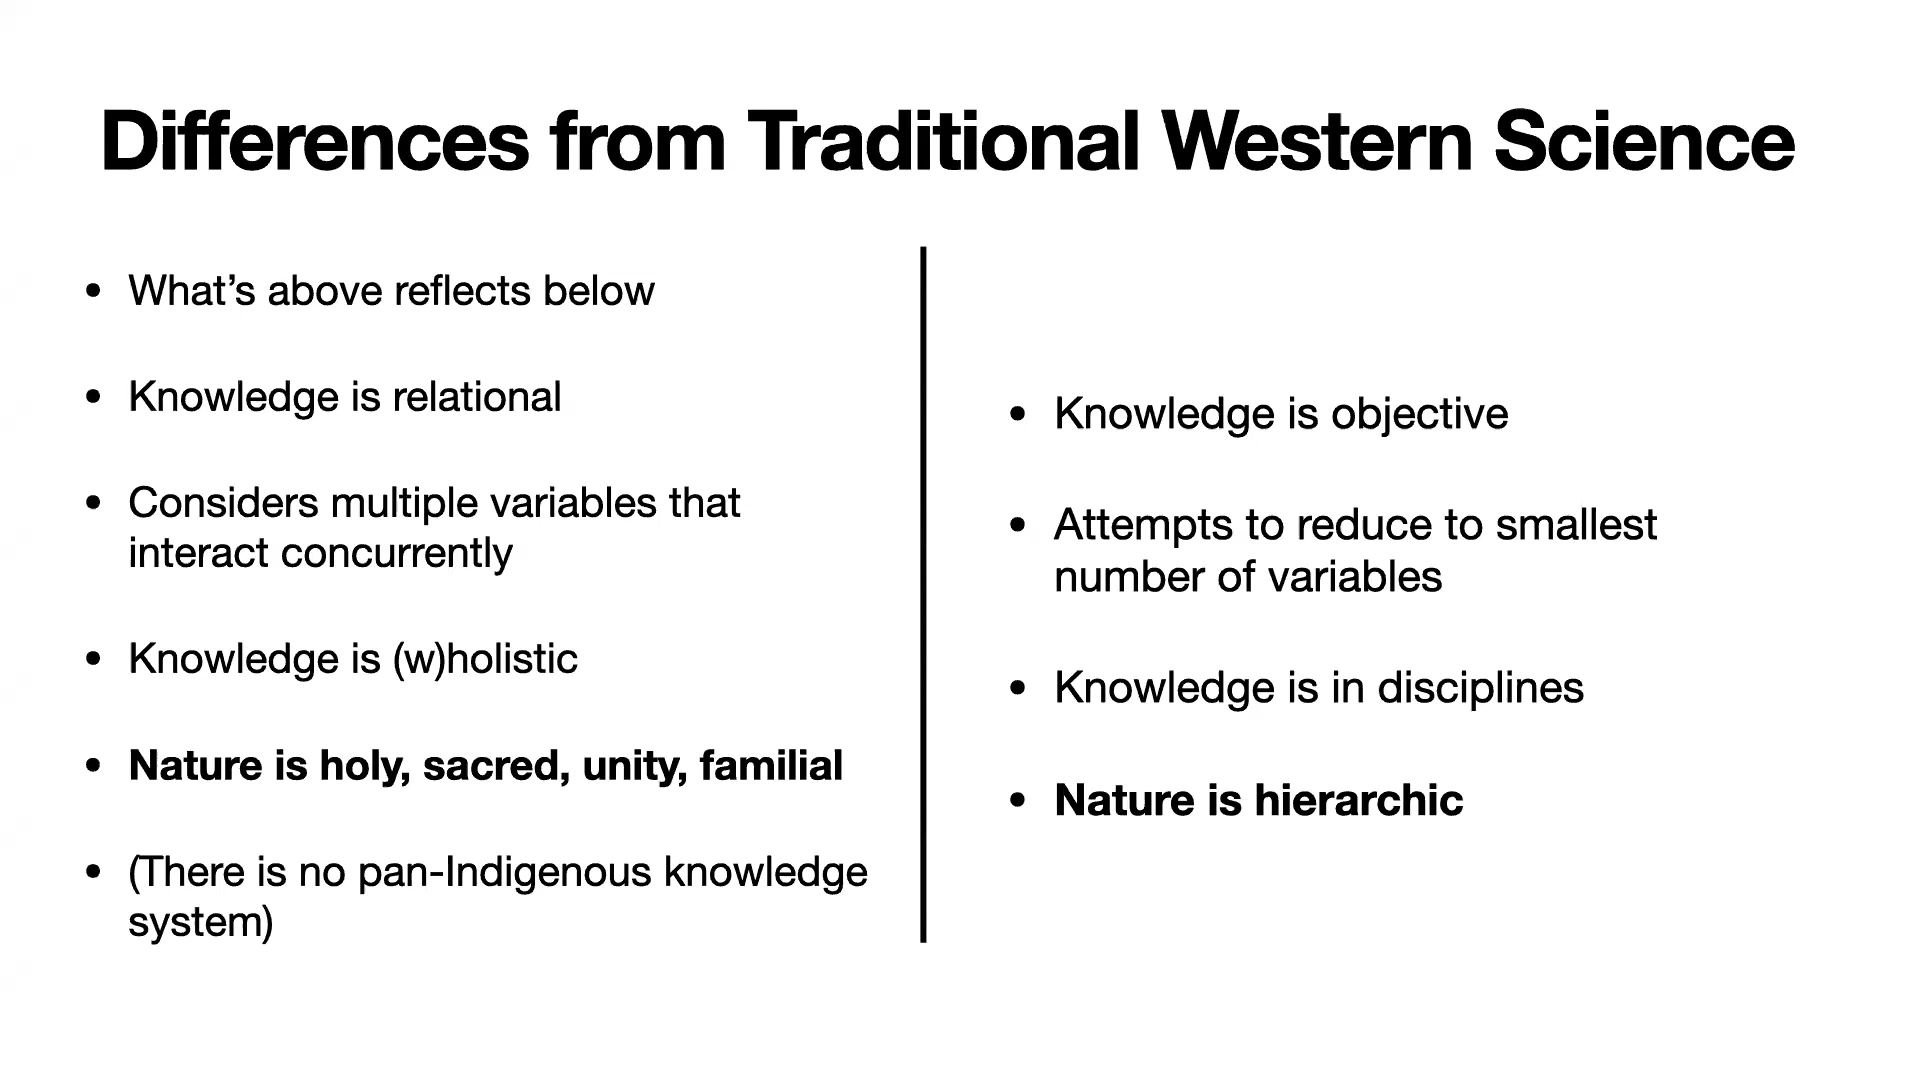 Differences from Traditional Western Science
• What’s above reflects below
• Knowledge is relational
• Considers multiple variables that
interact concurrently
• Knowledge is (w)holistic
• Nature is holy, sacred, unity, familial
• (There is no pan-Indigenous knowledge
system)
• Knowledge is objective
• Attempts to reduce to smallest
number of variables
• Knowledge is in disciplines
• Nature is hierarchic